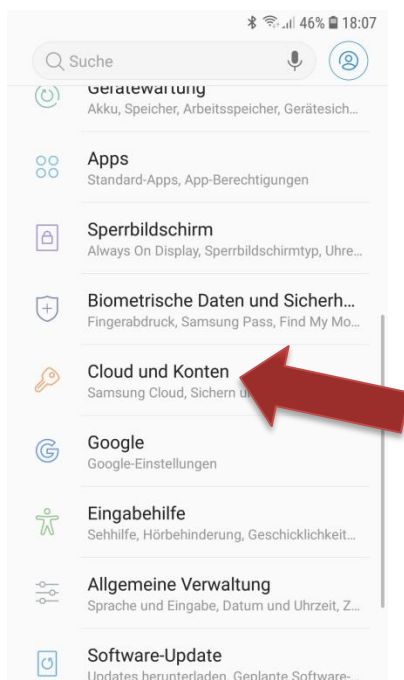 46% 18:07
Suche
Gerätewartung
Akku, Speicher, Arbeitsspeicher, Gerätesich...
Apps
Standard-Apps, App-Berechtigungen
Sperrbildschirm
Always On Display, Sperrbildschirmtyp, Uhre...
Biometrische Daten und Sicherh...
Fingerabdruck, Samsung Pass, Find My Mo...
Cloud und Konten
Samsung Cloud, Sichern
Google
Google-Einstellungen
Eingabehilfe
Sehhilfe, Hörbehinderung, Geschicklichkeit...
Allgemeine Verwaltung
Sprache und Eingabe, Datum und Uhrzeit, Z...
Software-Update
Updates herunterladen, Geplante Software-...